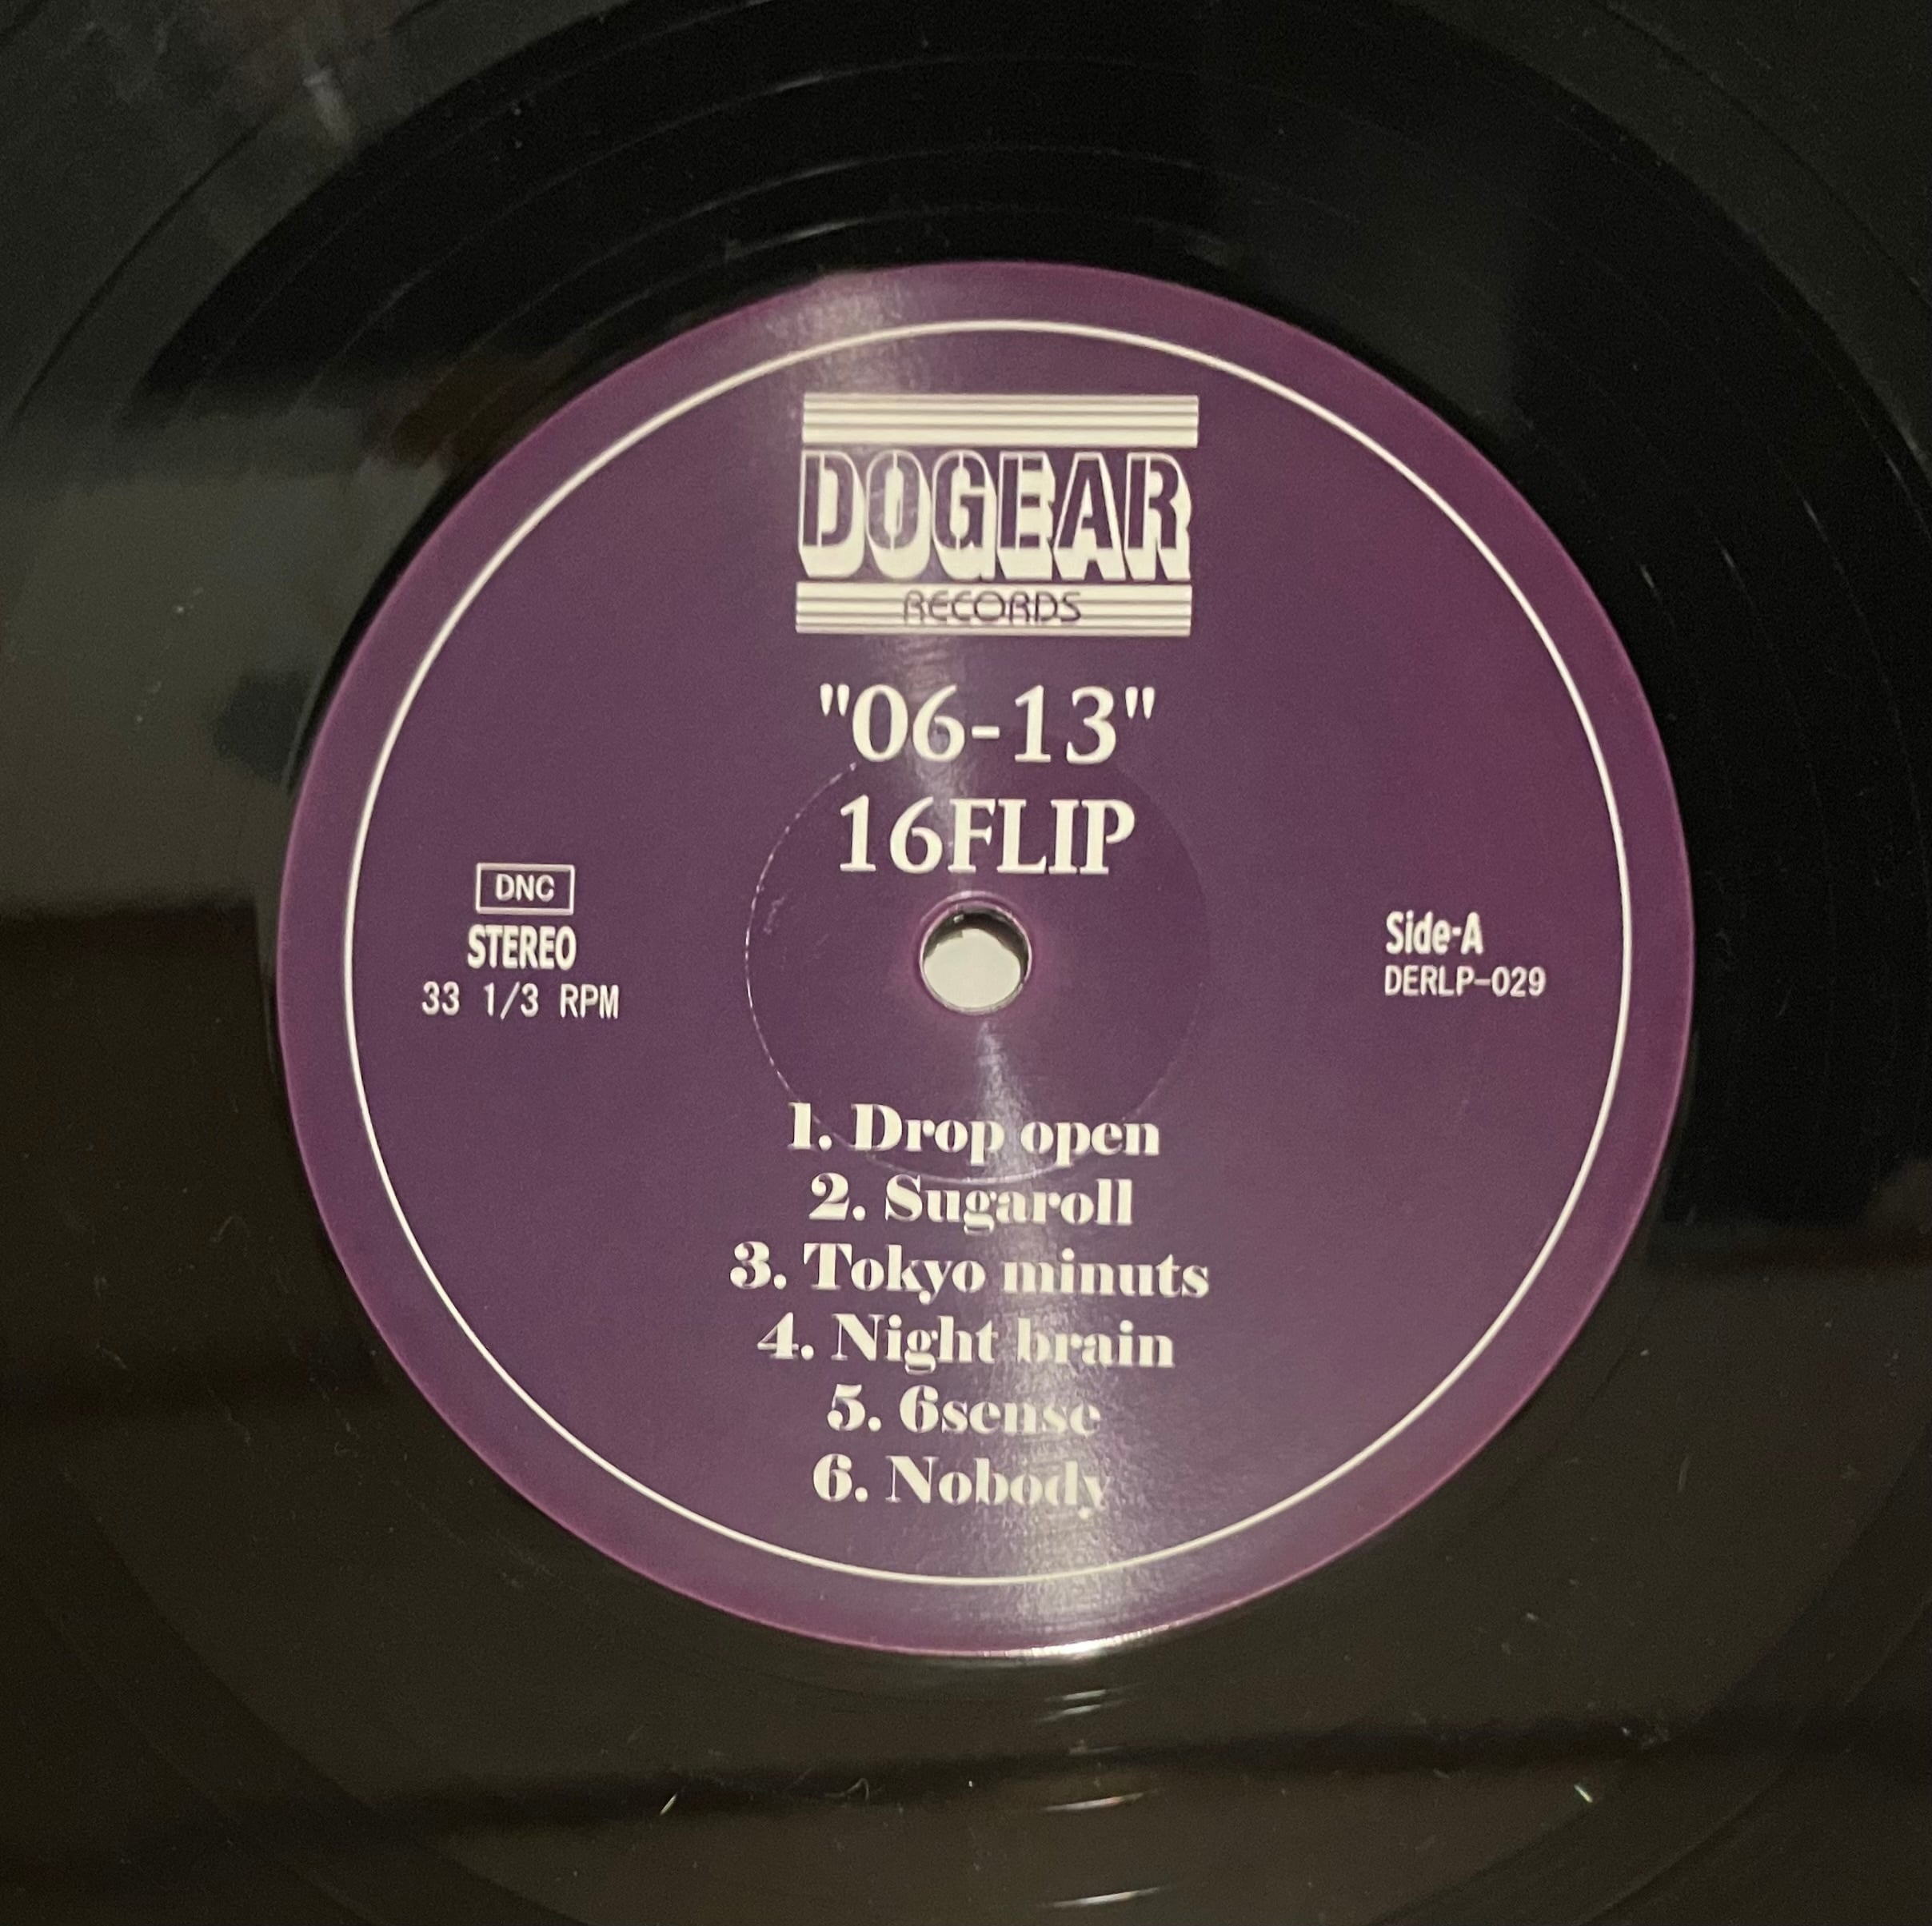 DOGEAR
RECORDS
"06-13"
16FLIP
DNC
STEREO
33 1/3 RPM
Side-A
DERLP-029
1. Drop open
2. Sugaroll
3. Tokyo minuts
4. Night brain
5. 6sense
6. Nobody